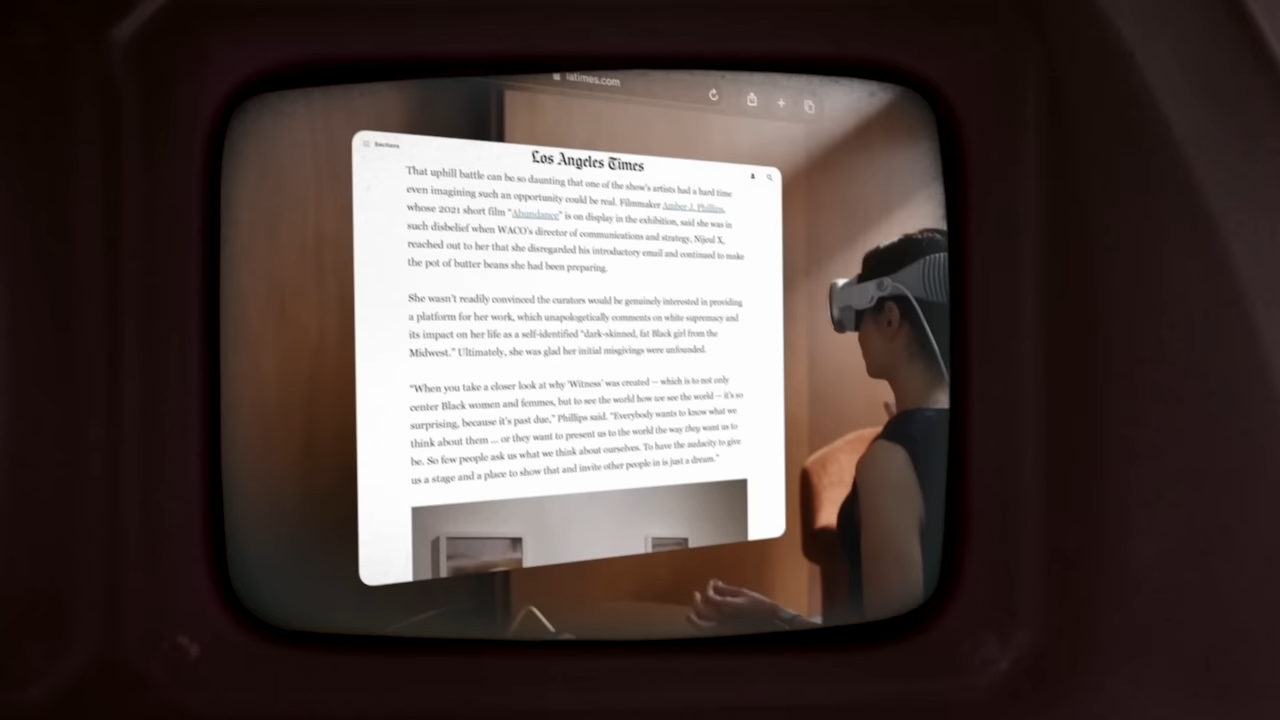 latimes.com
Sections
Los Angeles Times
That uphill battle can be so daunting that one of the show's artists had a hard time
even imagining such an opportunity could be real. Filmmaker Amber J. Phillips,
whose 2021 short film "Abundance" is on display in the exhibition, said she was in
such disbelief when WACO's director of communications and strategy, Nijeul X,
reached out to her that she disregarded his introductory email and continued to make
the pot of butter beans she had been preparing.
She wasn't readily convinced the curators would be genuinely interested in providing
a platform for her work, which unapologetically comments on white supremacy and
its impact on her life as a self-identified "dark-skinned, fat Black girl from the
Midwest." Ultimately, she was glad her initial misgivings were unfounded.
"When you take a closer look at why 'Witness' was created — which is to not only
center Black women and femmes, but to see the world how we see the world — it's so
surprising, because it's past due," Phillips said. "Everybody wants to know what we
think about them ... or they want to present us to the world the way they want us to
be. So few people ask us what we think about ourselves. To have the audacity to give
us a stage and a place to show that and invite other people in is just a dream."